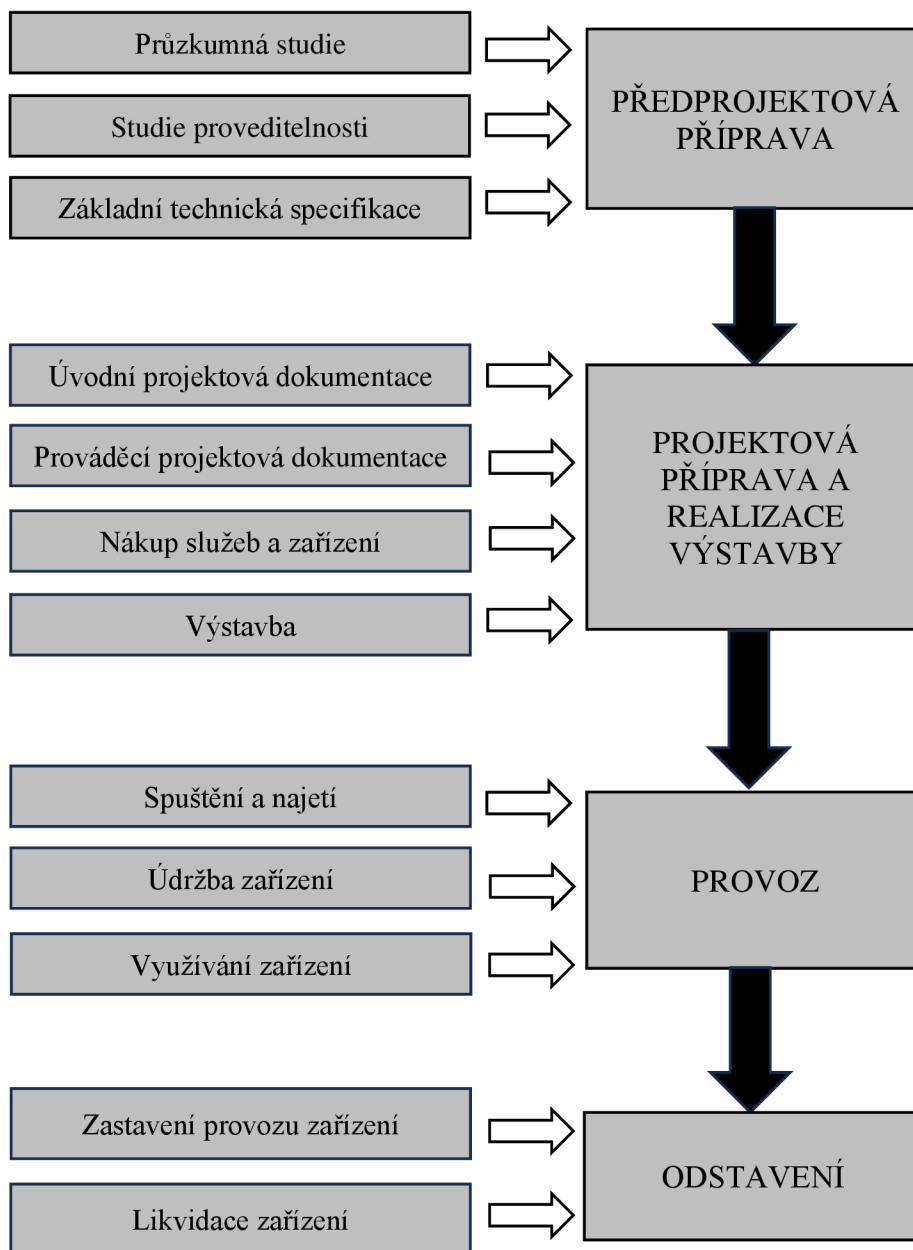 Průzkumná studie
Studie proveditelnosti
Základní technická specifikace
PŘEDPROJEKTOVÁ
PŘÍPRAVA
Úvodní projektová dokumentace
Prováděcí projektová dokumentace
Nákup služeb a zařízení
Výstavba
PROJEKTOVÁ
PŘÍPRAVA A
REALIZACE
VÝSTAVBY
Spuštění a najetí
Údržba zařízení
Využívání zařízení
PROVOZ
Zastavení provozu zařízení
Likvidace zařízení
ODSTAVENÍ